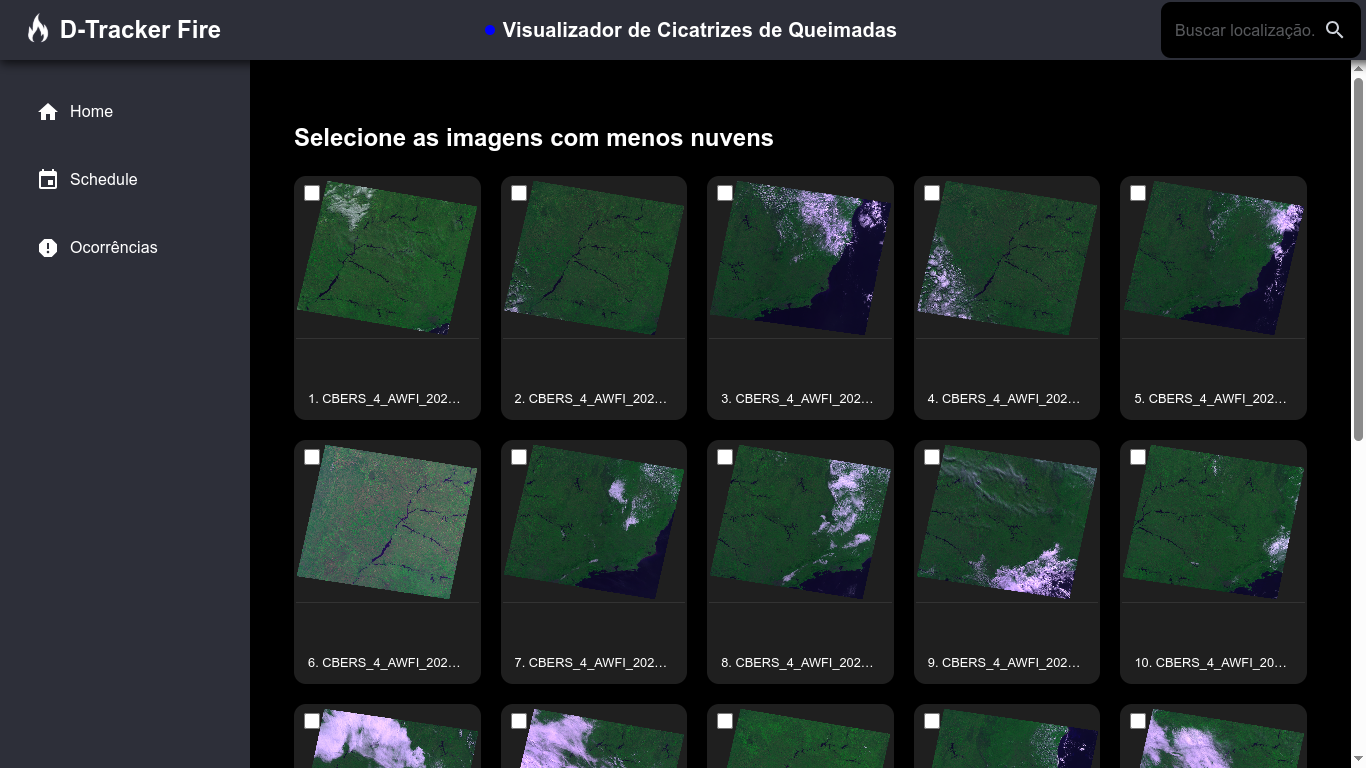 D-Tracker Fire
Visualizador de Cicatrizes de Queimadas
Buscar localização.
Home
Schedule
Ocorrências
Selecione as imagens com menos nuvens
1. CBERS_4_AWFI_202...
2. CBERS_4_AWFI_202...
3. CBERS_4_AWFI_202...
4. CBERS_4_AWFI_202...
5. CBERS_4_AWFI_202...
6. CBERS_4_AWFI_202...
7. CBERS_4_AWFI_202...
8. CBERS_4_AWFI_202...
9. CBERS_4_AWFI_202...
10. CBERS_4_AWFI_20...